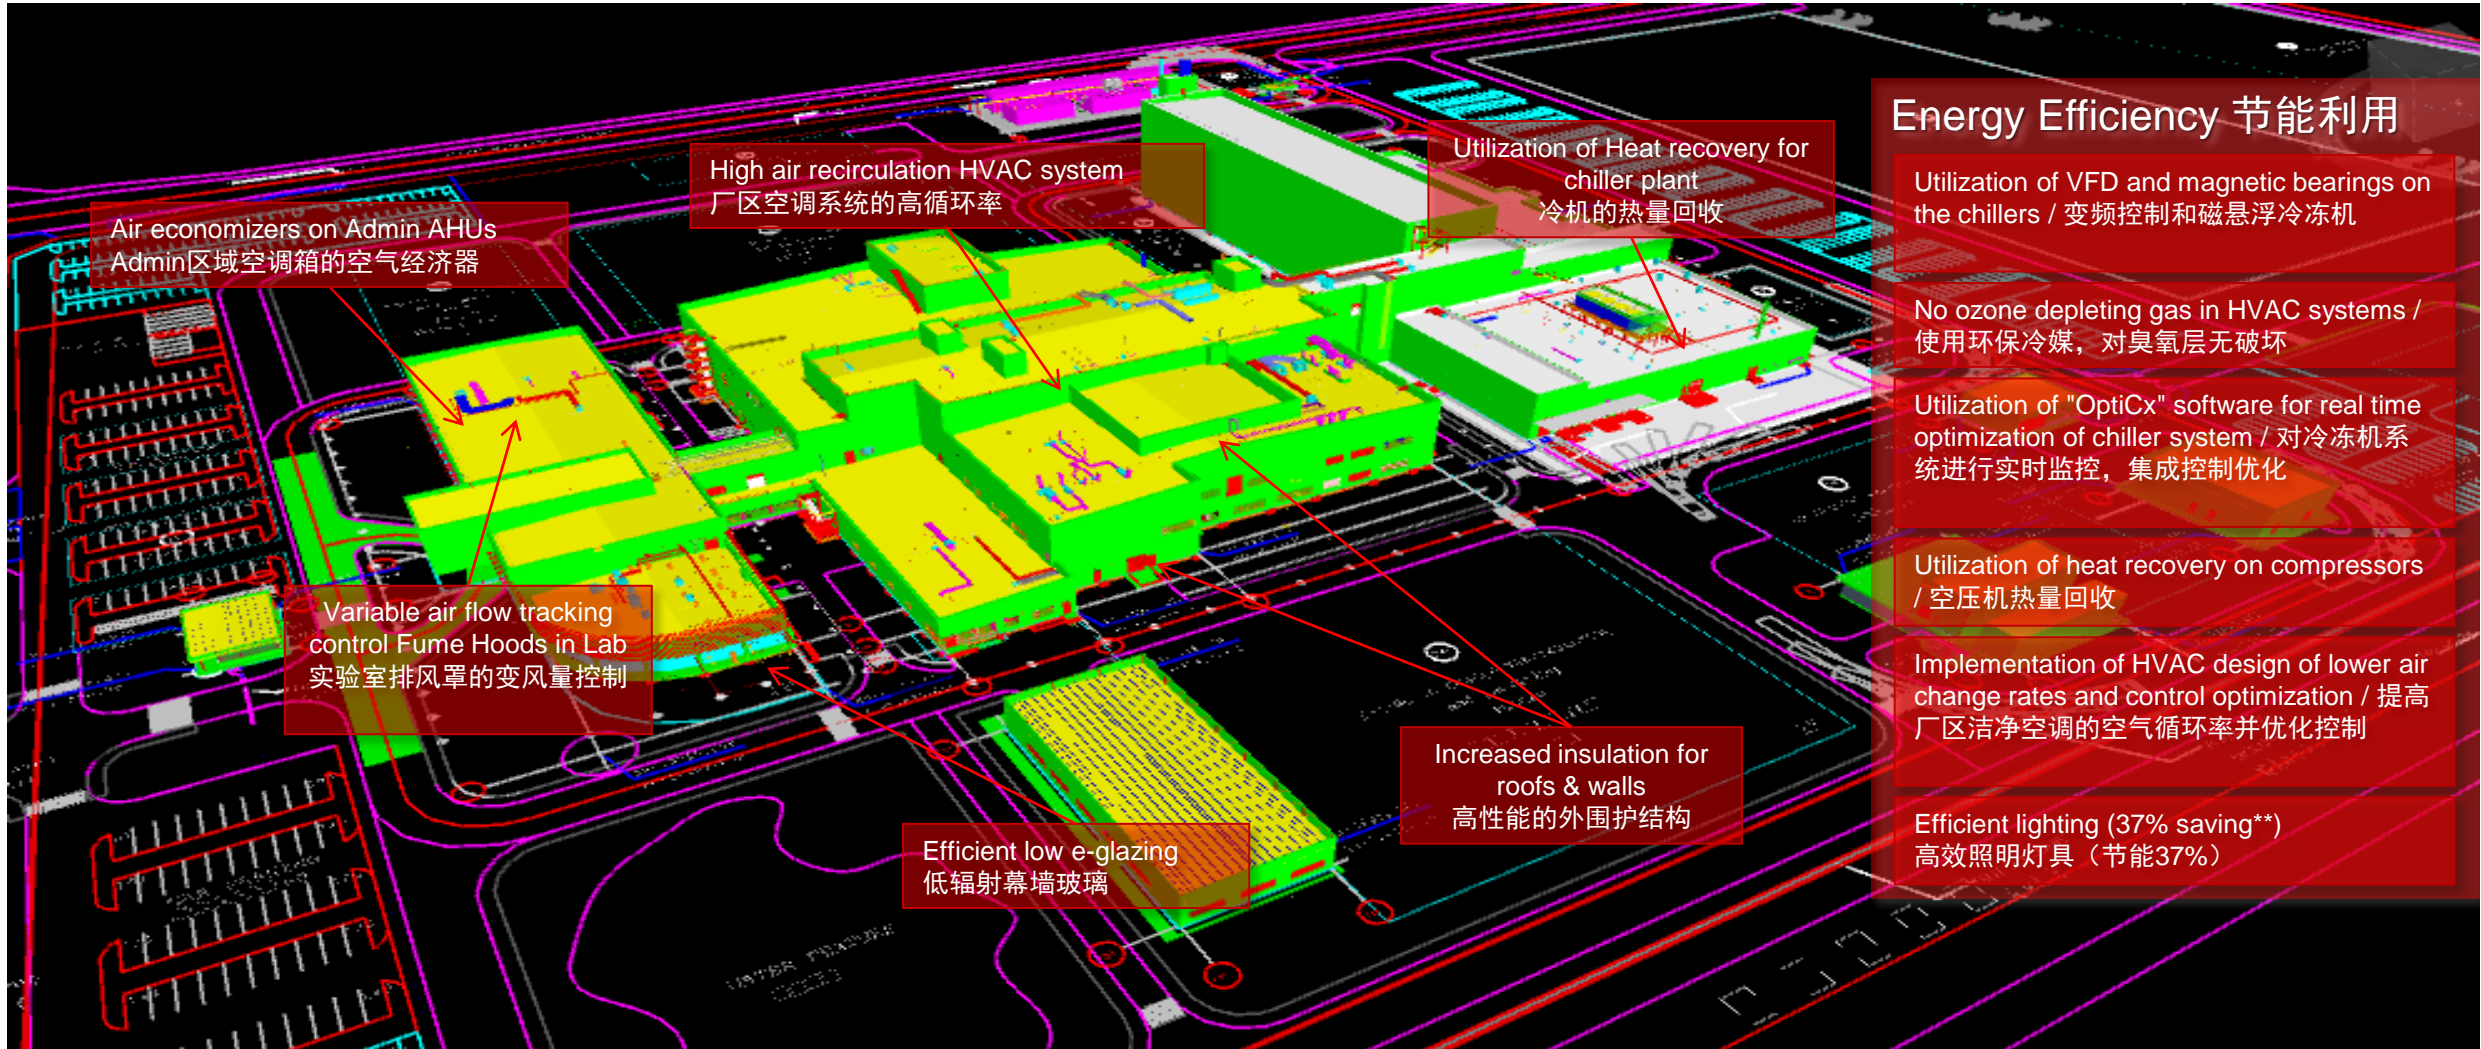 Energy Efficiency 节能利用
Utilization of VFD and magnetic bearings on
the chillers / 变频控制和磁悬浮冷冻机
No ozone depleting gas in HVAC systems /
使用环保冷媒，对臭氧层无破坏
Utilization of "OptiCx" software for real time
optimization of chiller system / 对冷冻机系
统进行实时监控，集成控制优化
Utilization of heat recovery on compressors
/ 空压机热量回收
Implementation of HVAC design of lower air
change rates and control optimization / 提高
厂区洁净空调的空气循环率并优化控制
Efficient lighting (37% saving**)
高效照明灯具（节能37%）
Utilization of Heat recovery for
chiller plant
冷机的热量回收
High air recirculation HVAC system
厂区空调系统的高循环率
Air economizers on Admin AHUs
Admin区域空调箱的空气经济器
Variable air flow tracking
control Fume Hoods in Lab
实验室排风罩的变风量控制
Increased insulation for
roofs & walls
高性能的外围护结构
Efficient low e-glazing
低辐射幕墙玻璃